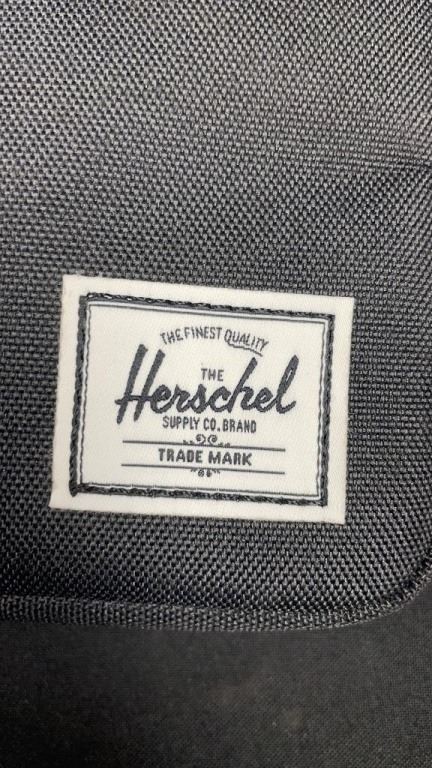 THE FINEST QUALITY
THE
Herschel
SUPPLY CO. BRAND
TRADE MARK